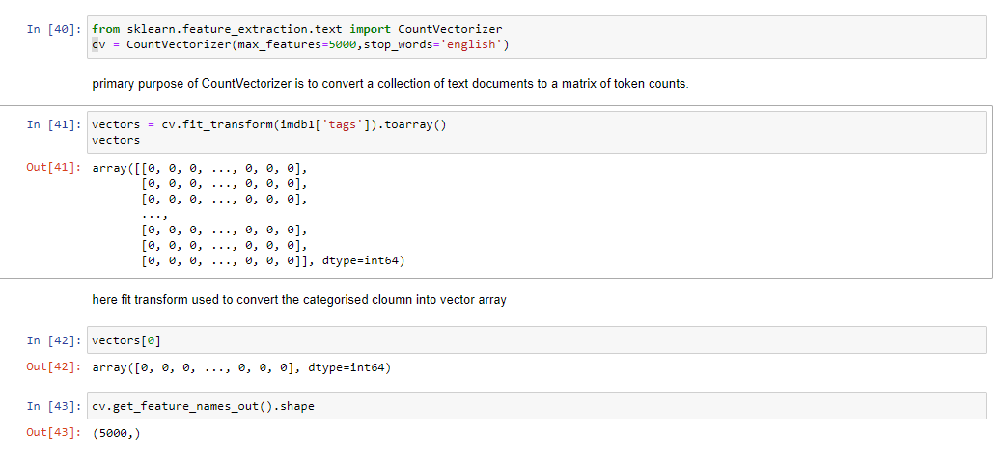 In [40]: from sklearn.feature_extraction.text import CountVectorizer
cv = CountVectorizer(max_features=5000,stop_words='english')
primary purpose of CountVectorizer is to convert a collection of text documents to a matrix of token counts.
In [41]: vectors = cv.fit_transform(imdb1['tags']).toarray()
vectors
Out[41]: array([[0, 0, 0, ..., 0, 0, 0],
[0, 0, 0, ..., 0, 0, 0],
[0, 0, 0, ..., 0, 0, 0],
...,
[0, 0, 0, ..., 0, 0, 0],
[0, 0, 0, ..., 0, 0, 0],
[0, 0, 0, ..., 0, 0, 0]], dtype=int64)
here fit transform used to convert the categorised cloumn into vector array
In [42]: vectors[0]
Out[42]: array([0, 0, 0, ..., 0, 0, 0], dtype=int64)
In [43]: cv.get_feature_names_out().shape
Out[43]: (5000,)